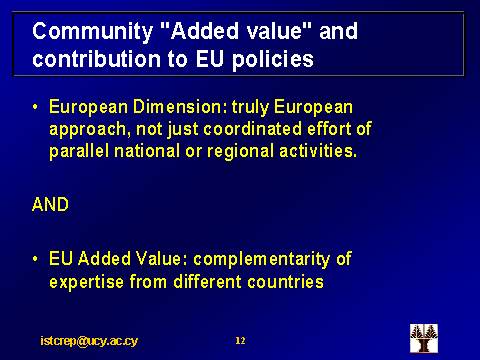 Community "Added value" and
contribution to EU policies
• European Dimension: truly European
approach, not just coordinated effort of
parallel national or regional activities.
AND
• EU Added Value: complementarity of
expertise from different countries
istcrep@ucy.ac.cy
12